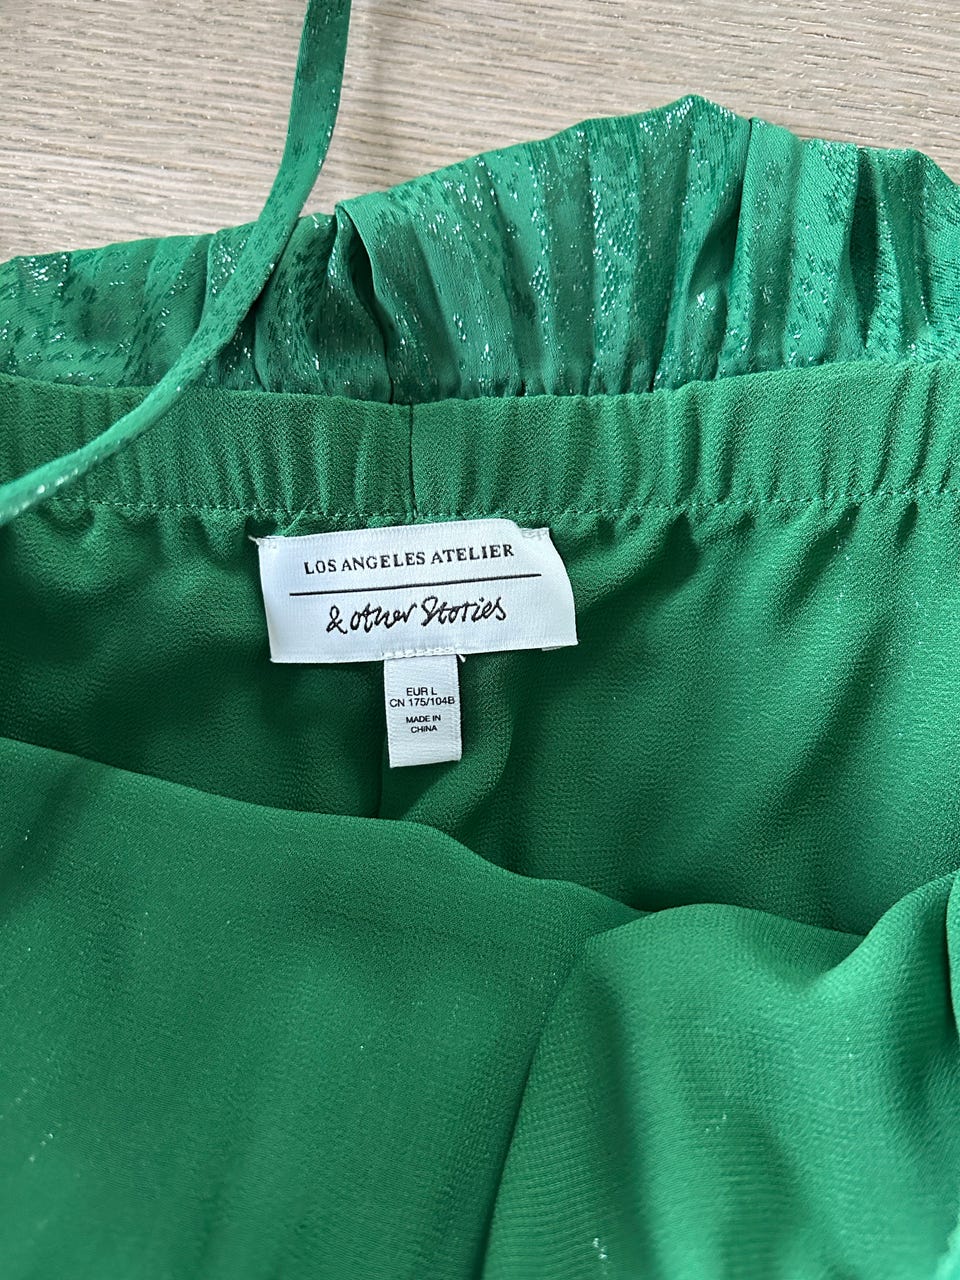 LOS ANGELES ATELIER
& other Stories
EUR L
CN 175/104B
MADE IN
CHINA